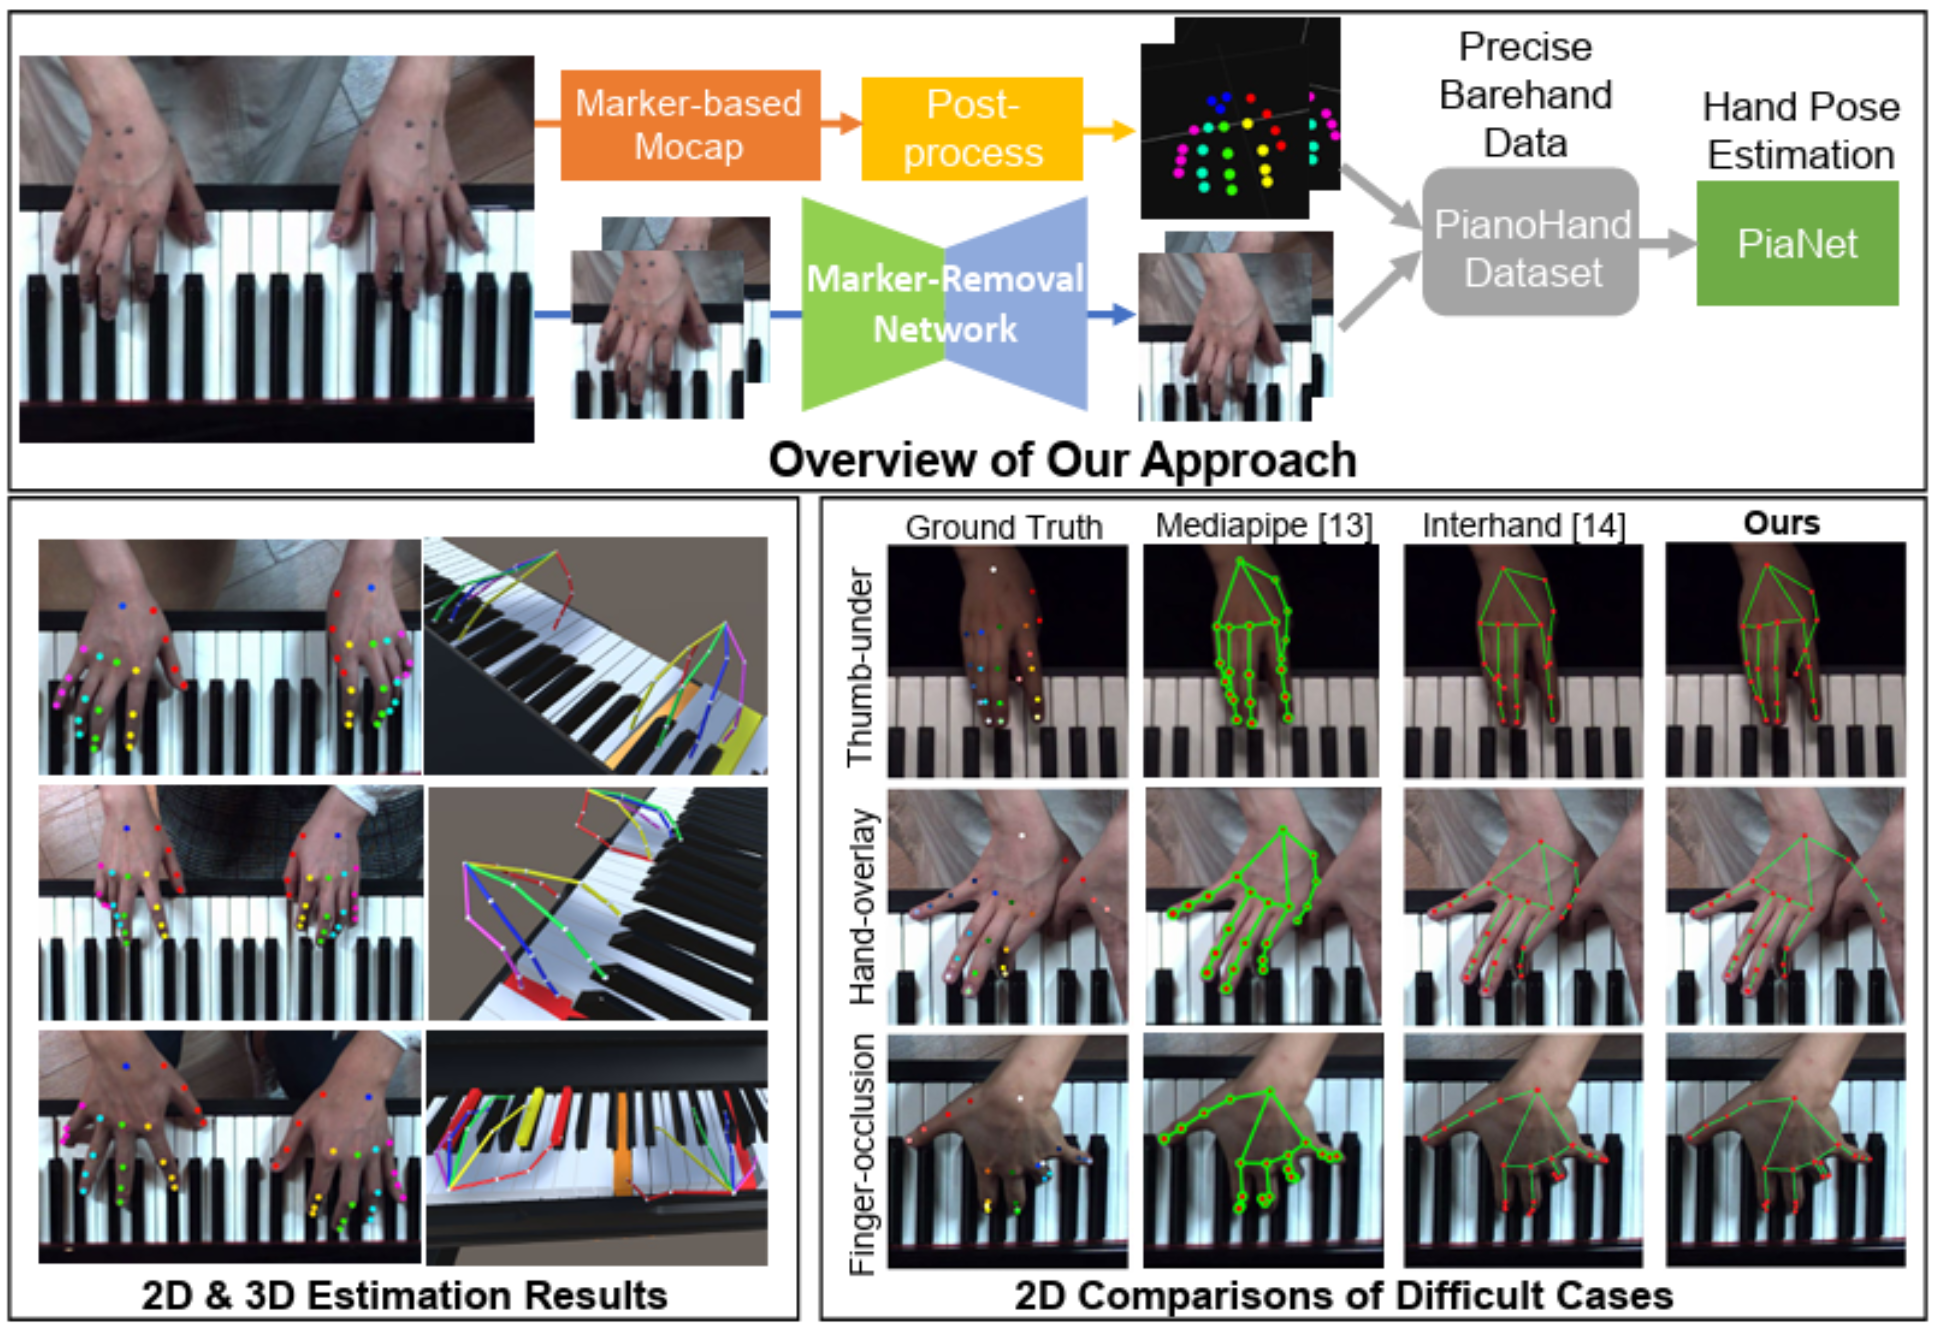 Marker-based
Mocap
Post-
process
Precise
Barehand
Data
Hand Pose
Estimation
Marker-Removal
Network
PianoHand
Dataset
PiaNet
Overview of Our Approach
2D & 3D Estimation Results
Ground Truth
Mediapipe [13]
Interhand [14]
Ours
Thumb-under
Hand-overlay
Finger-occlusion
2D Comparisons of Difficult Cases